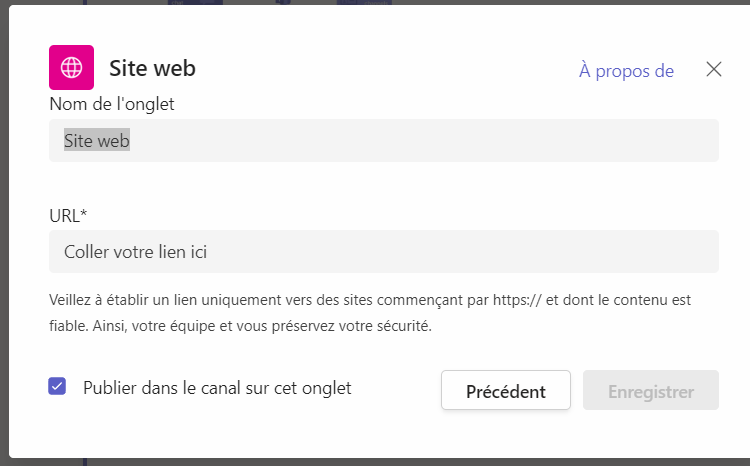 Site web
À propos de
Nom de l'onglet
Site web
URL*
Coller votre lien ici
Veillez à établir un lien uniquement vers des sites commençant par https:// et dont le contenu est
fiable. Ainsi, votre équipe et vous préservez votre sécurité.
Publier dans le canal sur cet onglet
Précédent
Enregistrer